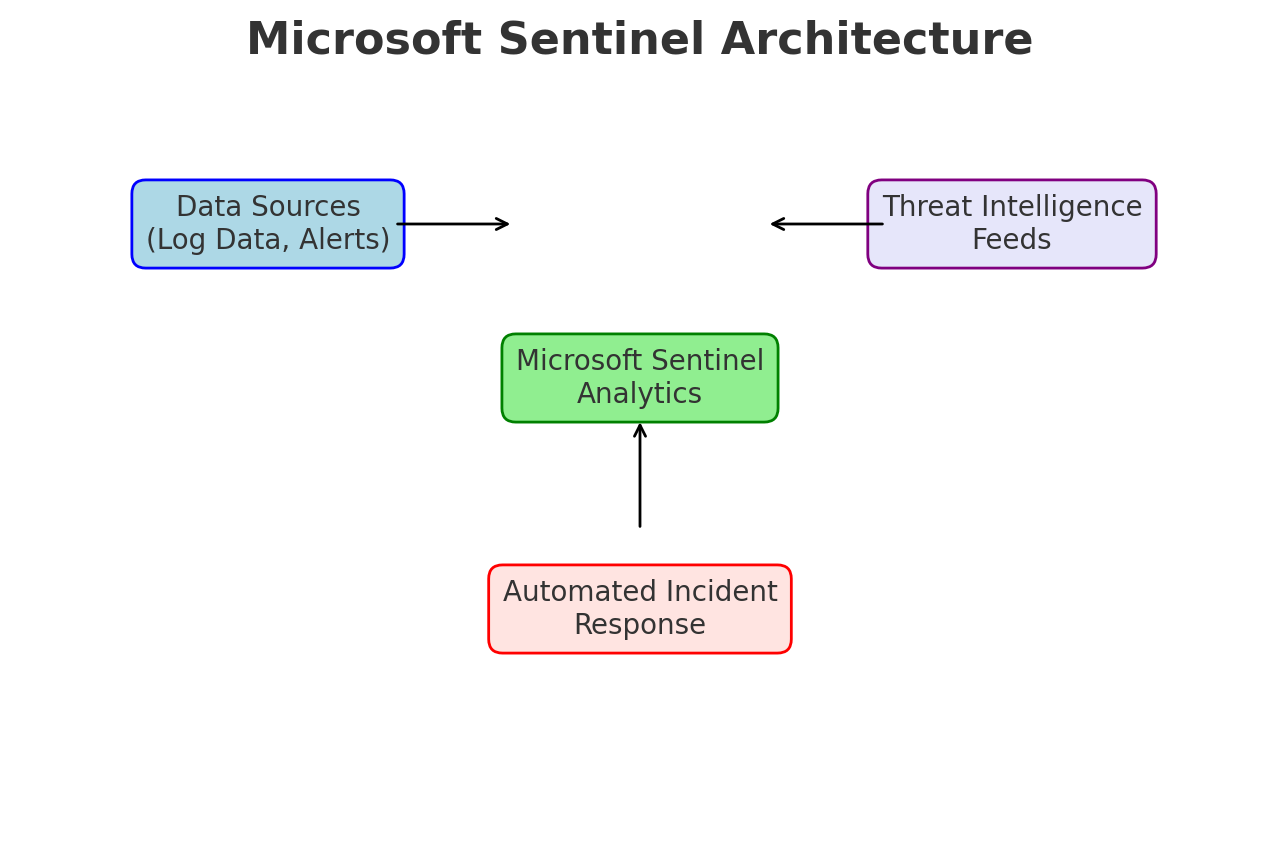 Microsoft Sentinel Architecture
Data Sources
(Log Data, Alerts)
Threat Intelligence
Feeds
Microsoft Sentinel
Analytics
Automated Incident
Response